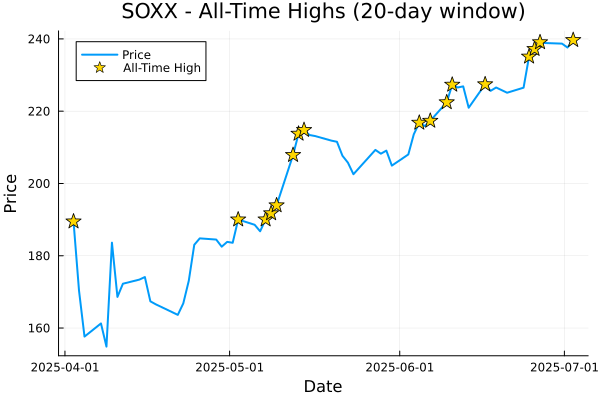 SOXX - All-Time Highs (20-day window)
240
220
200
180
160
Price
Price
All-Time High
2025-04-01
2025-05-01
2025-06-01
2025-07-01
Date